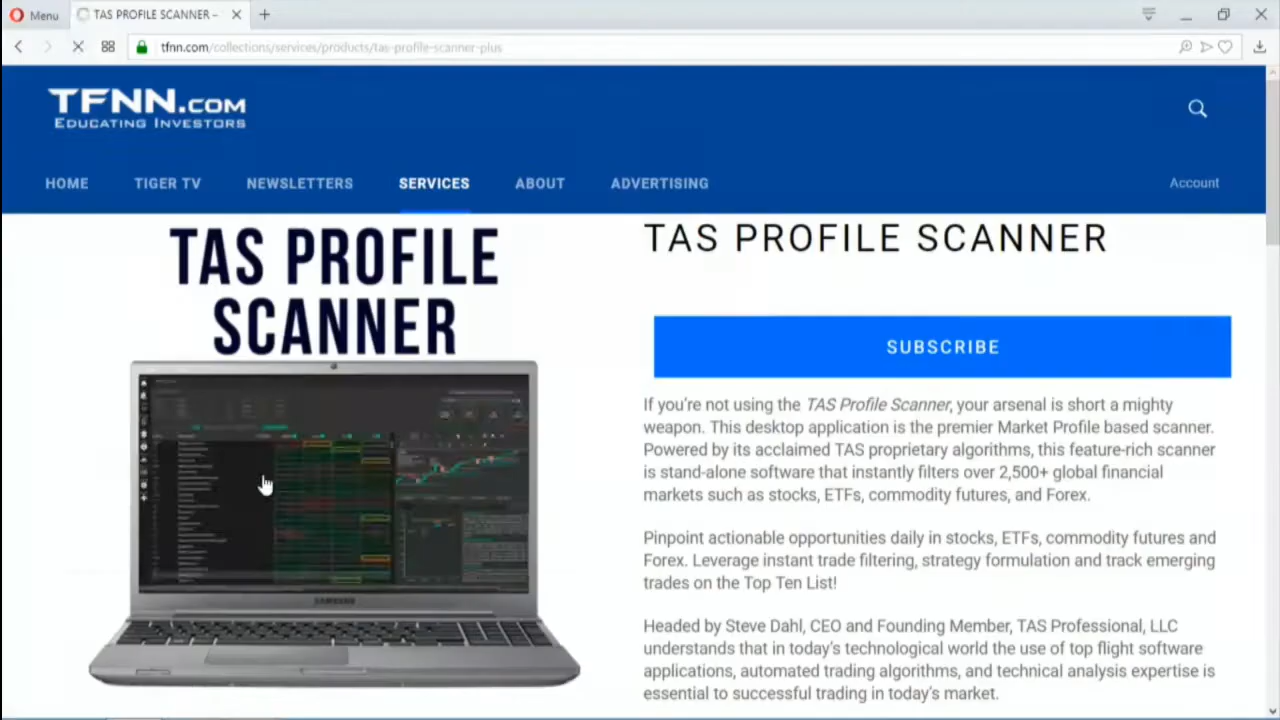 Menu
TAS PROFILE SCANNER –
tfnn.com/collections/services/products/tas-profile-scanner-plus
TFNN.COM
EDUCATING INVESTORS
HOME
TIGER TV
NEWSLETTERS
SERVICES
ABOUT
ADVERTISING
Account
TAS PROFILE
SCANNER
SAMSUNG
TAS PROFILE SCANNER
SUBSCRIBE
If you're not using the TAS Profile Scanner, your arsenal is short a mighty
weapon. This desktop application is the premier Market Profile based scanner.
Powered by its acclaimed TAS proprietary algorithms, this feature-rich scanner
is stand-alone software that instantly filters over 2,500+ global financial
markets such as stocks, ETFs, commodity futures, and Forex.
Pinpoint actionable opportunities daily in stocks, ETFs, commodity futures and
Forex. Leverage instant trade filtering, strategy formulation and track emerging
trades on the Top Ten List!
Headed by Steve Dahl, CEO and Founding Member, TAS Professional, LLC
understands that in today's technological world the use of top flight software
applications, automated trading algorithms, and technical analysis expertise is
essential to successful trading in today's market.